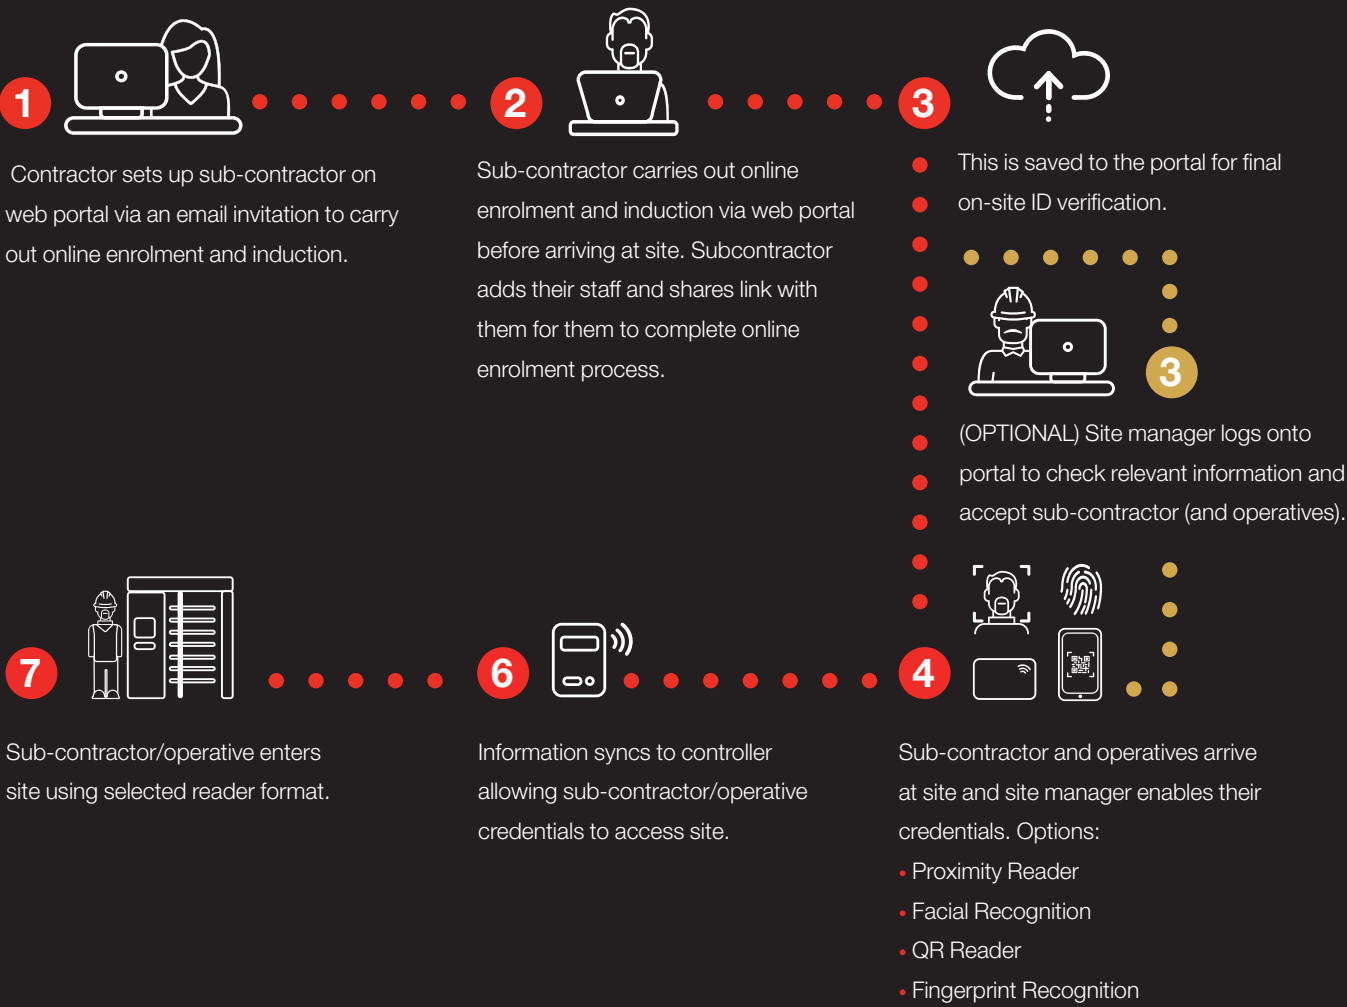 1
Contractor sets up sub-contractor on
web portal via an email invitation to carry
out online enrolment and induction.
2
Sub-contractor carries out online
enrolment and induction via web portal
before arriving at site. Subcontractor
adds their staff and shares link with
them for them to complete online
enrolment process.
3
This is saved to the portal for final
on-site ID verification.
3
(OPTIONAL) Site manager logs onto
portal to check relevant information and
accept sub-contractor (and operatives).
4
Sub-contractor and operatives arrive
at site and site manager enables their
credentials. Options:
• Proximity Reader
• Facial Recognition
• QR Reader
• Fingerprint Recognition
6
Information syncs to controller
allowing sub-contractor/operative
credentials to access site.
7
Sub-contractor/operative enters
site using selected reader format.